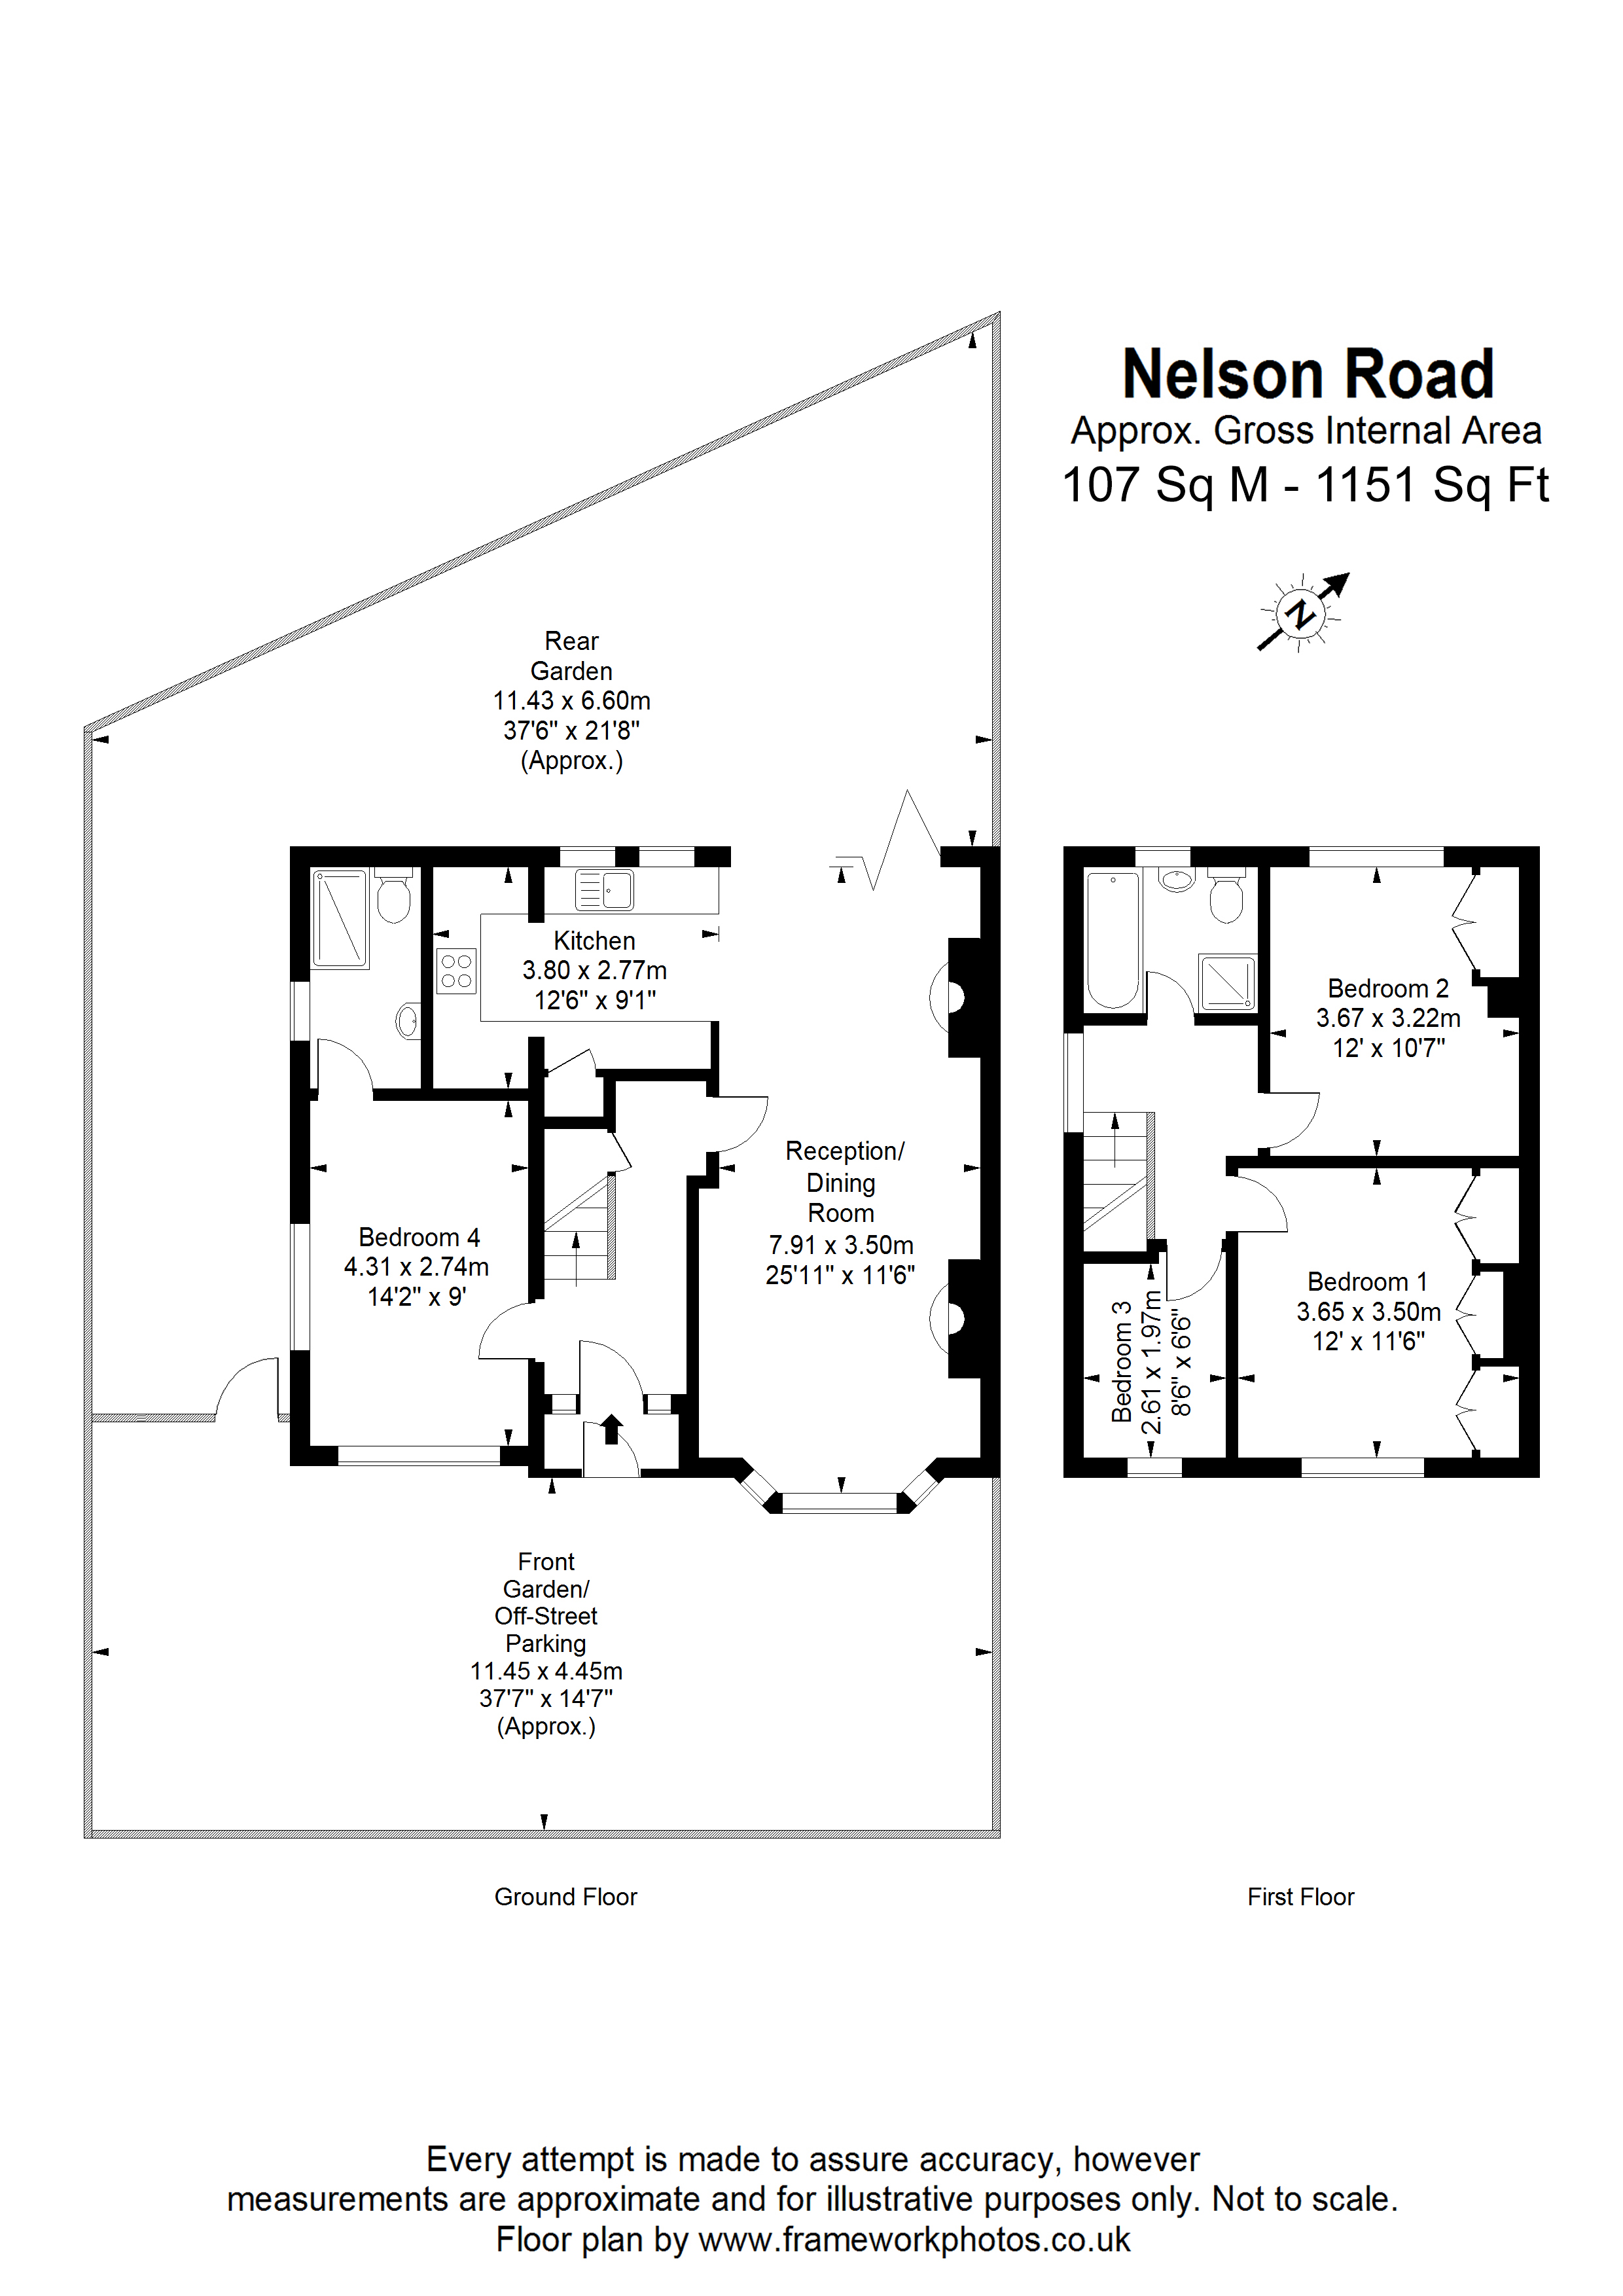 Nelson Road
Approx. Gross Internal Area
107 Sq M - 1151 Sq Ft
N
Rear
Garden
11.43 x 6.60m
37'6" x 21'8"
(Approx.)
Kitchen
3.80 x 2.77m
12'6" x 9'1"
Reception/
Dining
Room
7.91 x 3.50m
25'11" x 11'6"
Bedroom 4
4.31 x 2.74m
14'2" x 9'
Front
Garden/
Off-Street
Parking
11.45 x 4.45m
37'7" x 14'7"
(Approx.)
Ground Floor
Bedroom 2
3.67 x 3.22m
12' x 10'7"
Bedroom 1
3.65 x 3.50m
12' x 11'6"
Bedroom 3
2.61 x 1.97m
8'6" x 6'6"
First Floor
Every attempt is made to assure accuracy, however
measurements are approximate and for illustrative purposes only. Not to scale.
Floor plan by www.frameworkphotos.co.uk